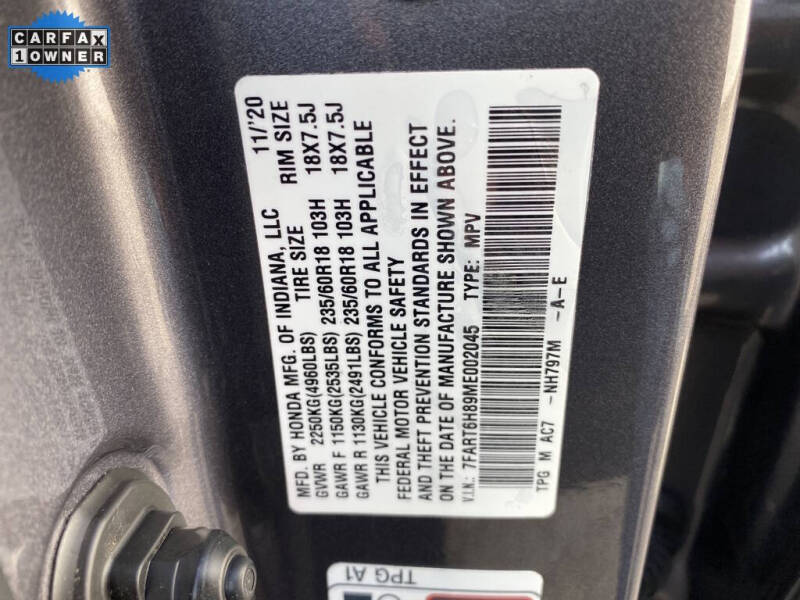 CARFAX
1 OWNER
MFD. BY HONDA MFG. OF INDIANA, LLC 11/'20
TIRE SIZE RIM SIZE
GVWR 2250KG(4960LBS)
GAWR F 1150KG(2535LBS) 235/60R18 103H 18X7.5J
GAWR R 1130KG(2491LBS) 235/60R18 103H 18X7.5J
THIS VEHICLE CONFORMS TO ALL APPLICABLE
FEDERAL MOTOR VEHICLE SAFETY
AND THEFT PREVENTION STANDARDS IN EFFECT
ON THE DATE OF MANUFACTURE SHOWN ABOVE.
V.I.N.: 7FART6H89ME002045 TYPE: MPV
TPG M AC7 -NH797M -A-E
TPG A1